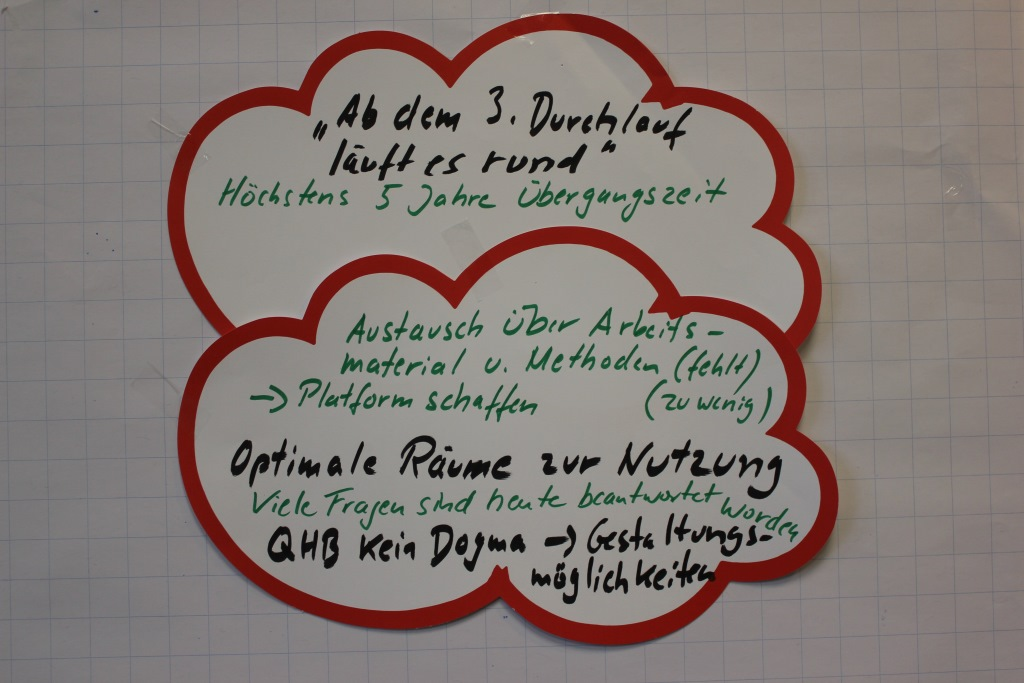 „Ab dem 3. Durchlauf
läuft es rund"
Höchstens 5 Jahre Übergangszeit
Austausch über Arbeits-
material u. Methoden (fehlt)
→ Platform schaffen (zu wenig)
Optimale Räume zur Nutzung
Viele Fragen sind heute beantwortet worden
QHB kein Dogma → Gestaltungs-
möglichkeiten